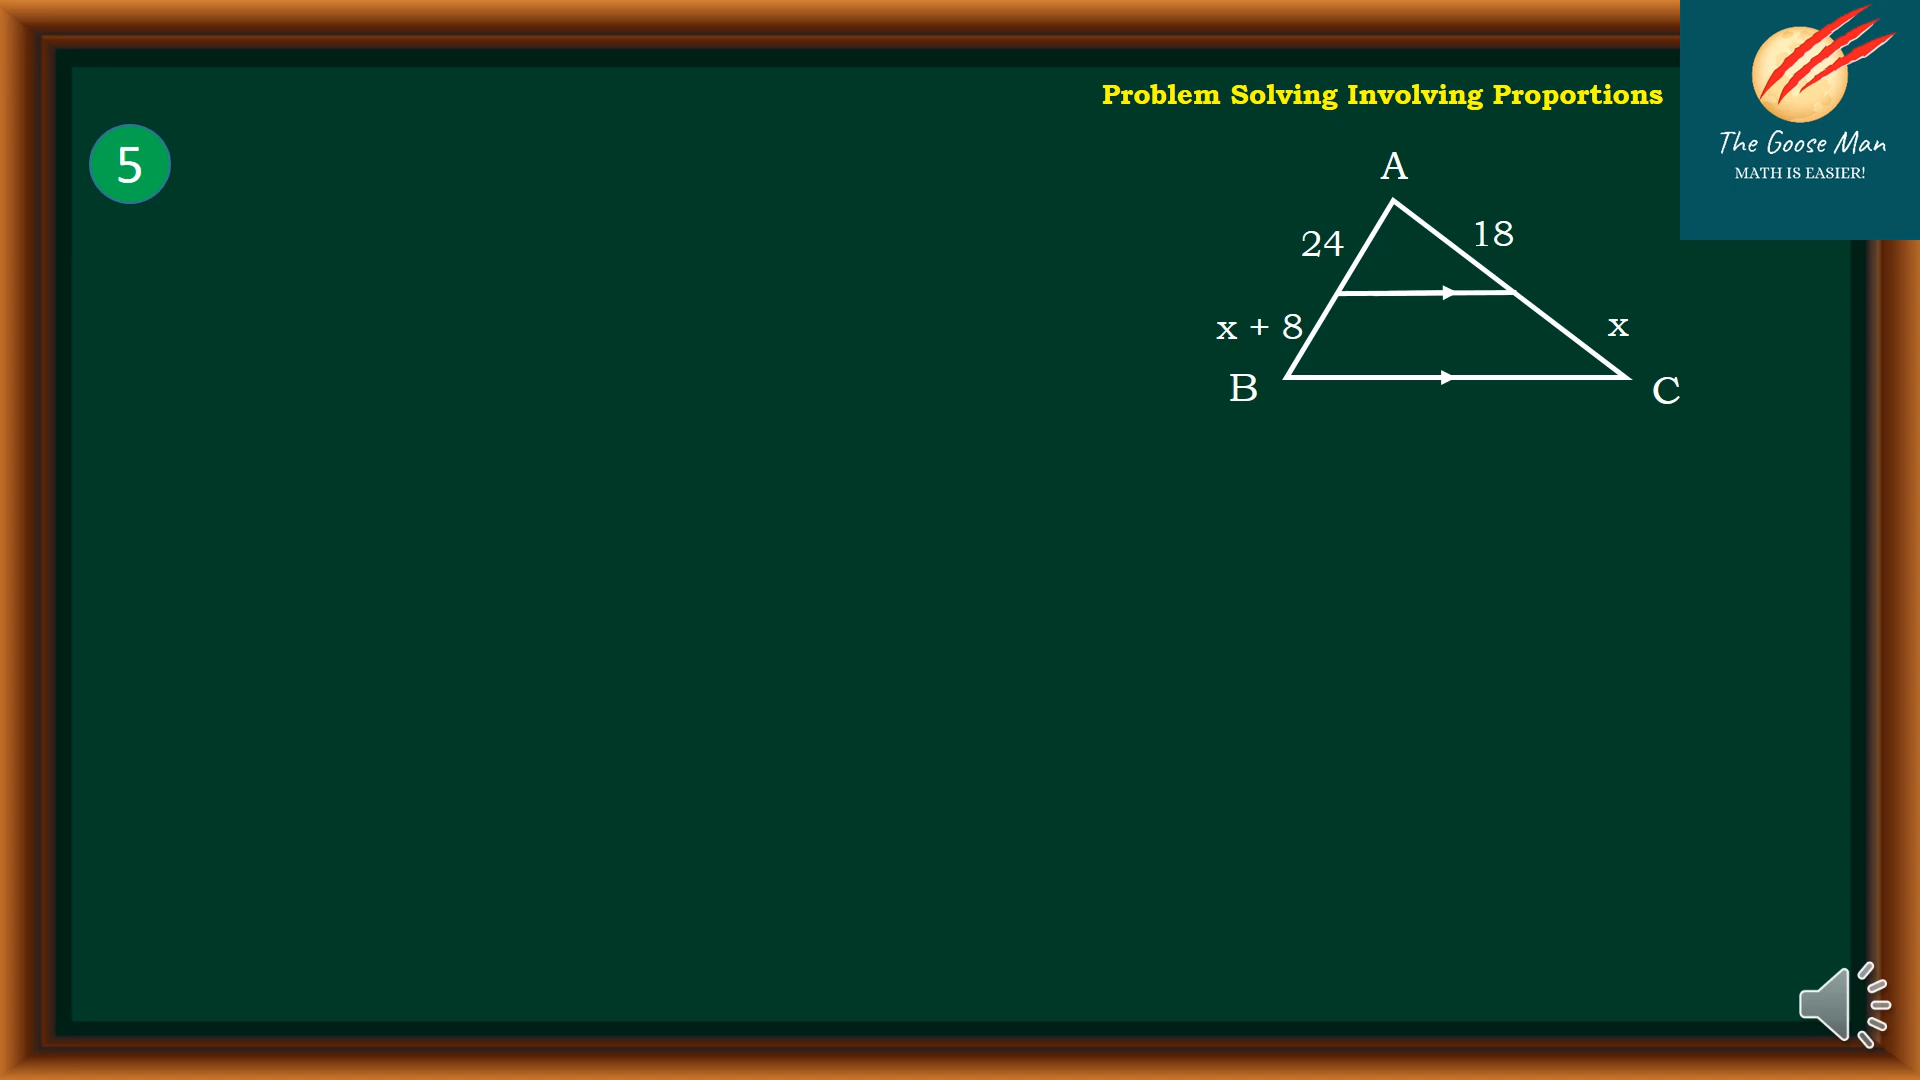 Problem Solving Involving Proportions
The Goose Man
MATH IS EASIER!
5
A
24
18
x + 8
x
B
C